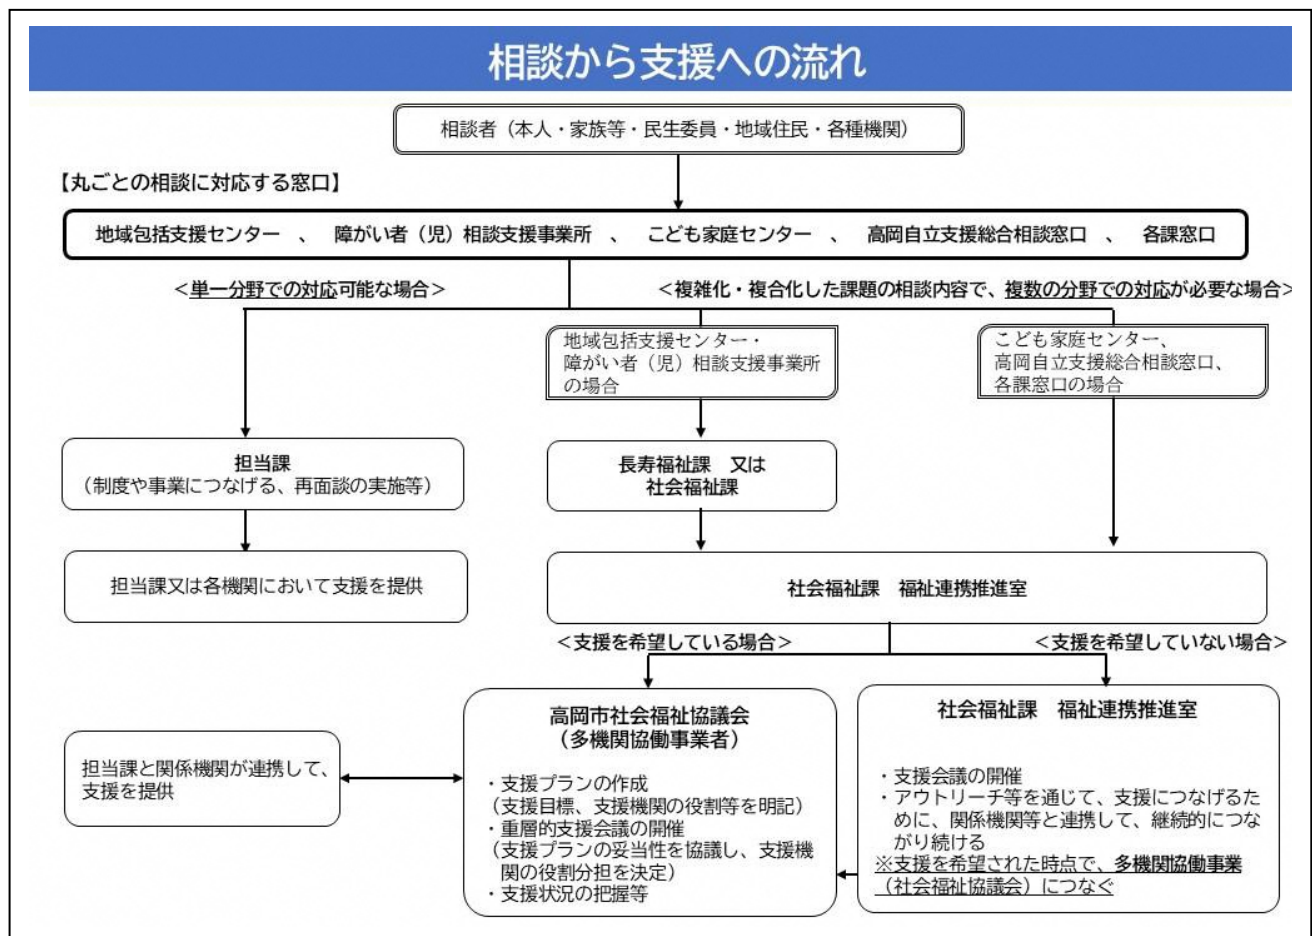 相談から支援への流れ
相談者（本人・家族等・民生委員・地域住民・各種機関）
【丸ごとの相談に対応する窓口】
地域包括支援センター　、　障がい者（児）相談支援事業所　、　こども家庭センター　、　高岡自立支援総合相談窓口　、　各課窓口
＜単一分野での対応可能な場合＞
＜複雑化・複合化した課題の相談内容で、複数の分野での対応が必要な場合＞
地域包括支援センター・
障がい者（児）相談支援事業所
の場合
こども家庭センター、
高岡自立支援総合相談窓口、
各課窓口の場合
担当課
（制度や事業につなげる、再面談の実施等）
長寿福祉課　又は
社会福祉課
担当課又は各機関において支援を提供
社会福祉課　福祉連携推進室
＜支援を希望している場合＞
＜支援を希望していない場合＞
担当課と関係機関が連携して、
支援を提供
高岡市社会福祉協議会
（多機関協働事業者）
・支援プランの作成
（支援目標、支援機関の役割等を明記）
・重層的支援会議の開催
（支援プランの妥当性を協議し、支援機
関の役割分担を決定）
・支援状況の把握等
社会福祉課　福祉連携推進室
・支援会議の開催
・アウトリーチ等を通じて、支援につなげるた
めに、関係機関等と連携して、継続的につな
がり続ける
※支援を希望された時点で、多機関協働事業
（社会福祉協議会）につなぐ